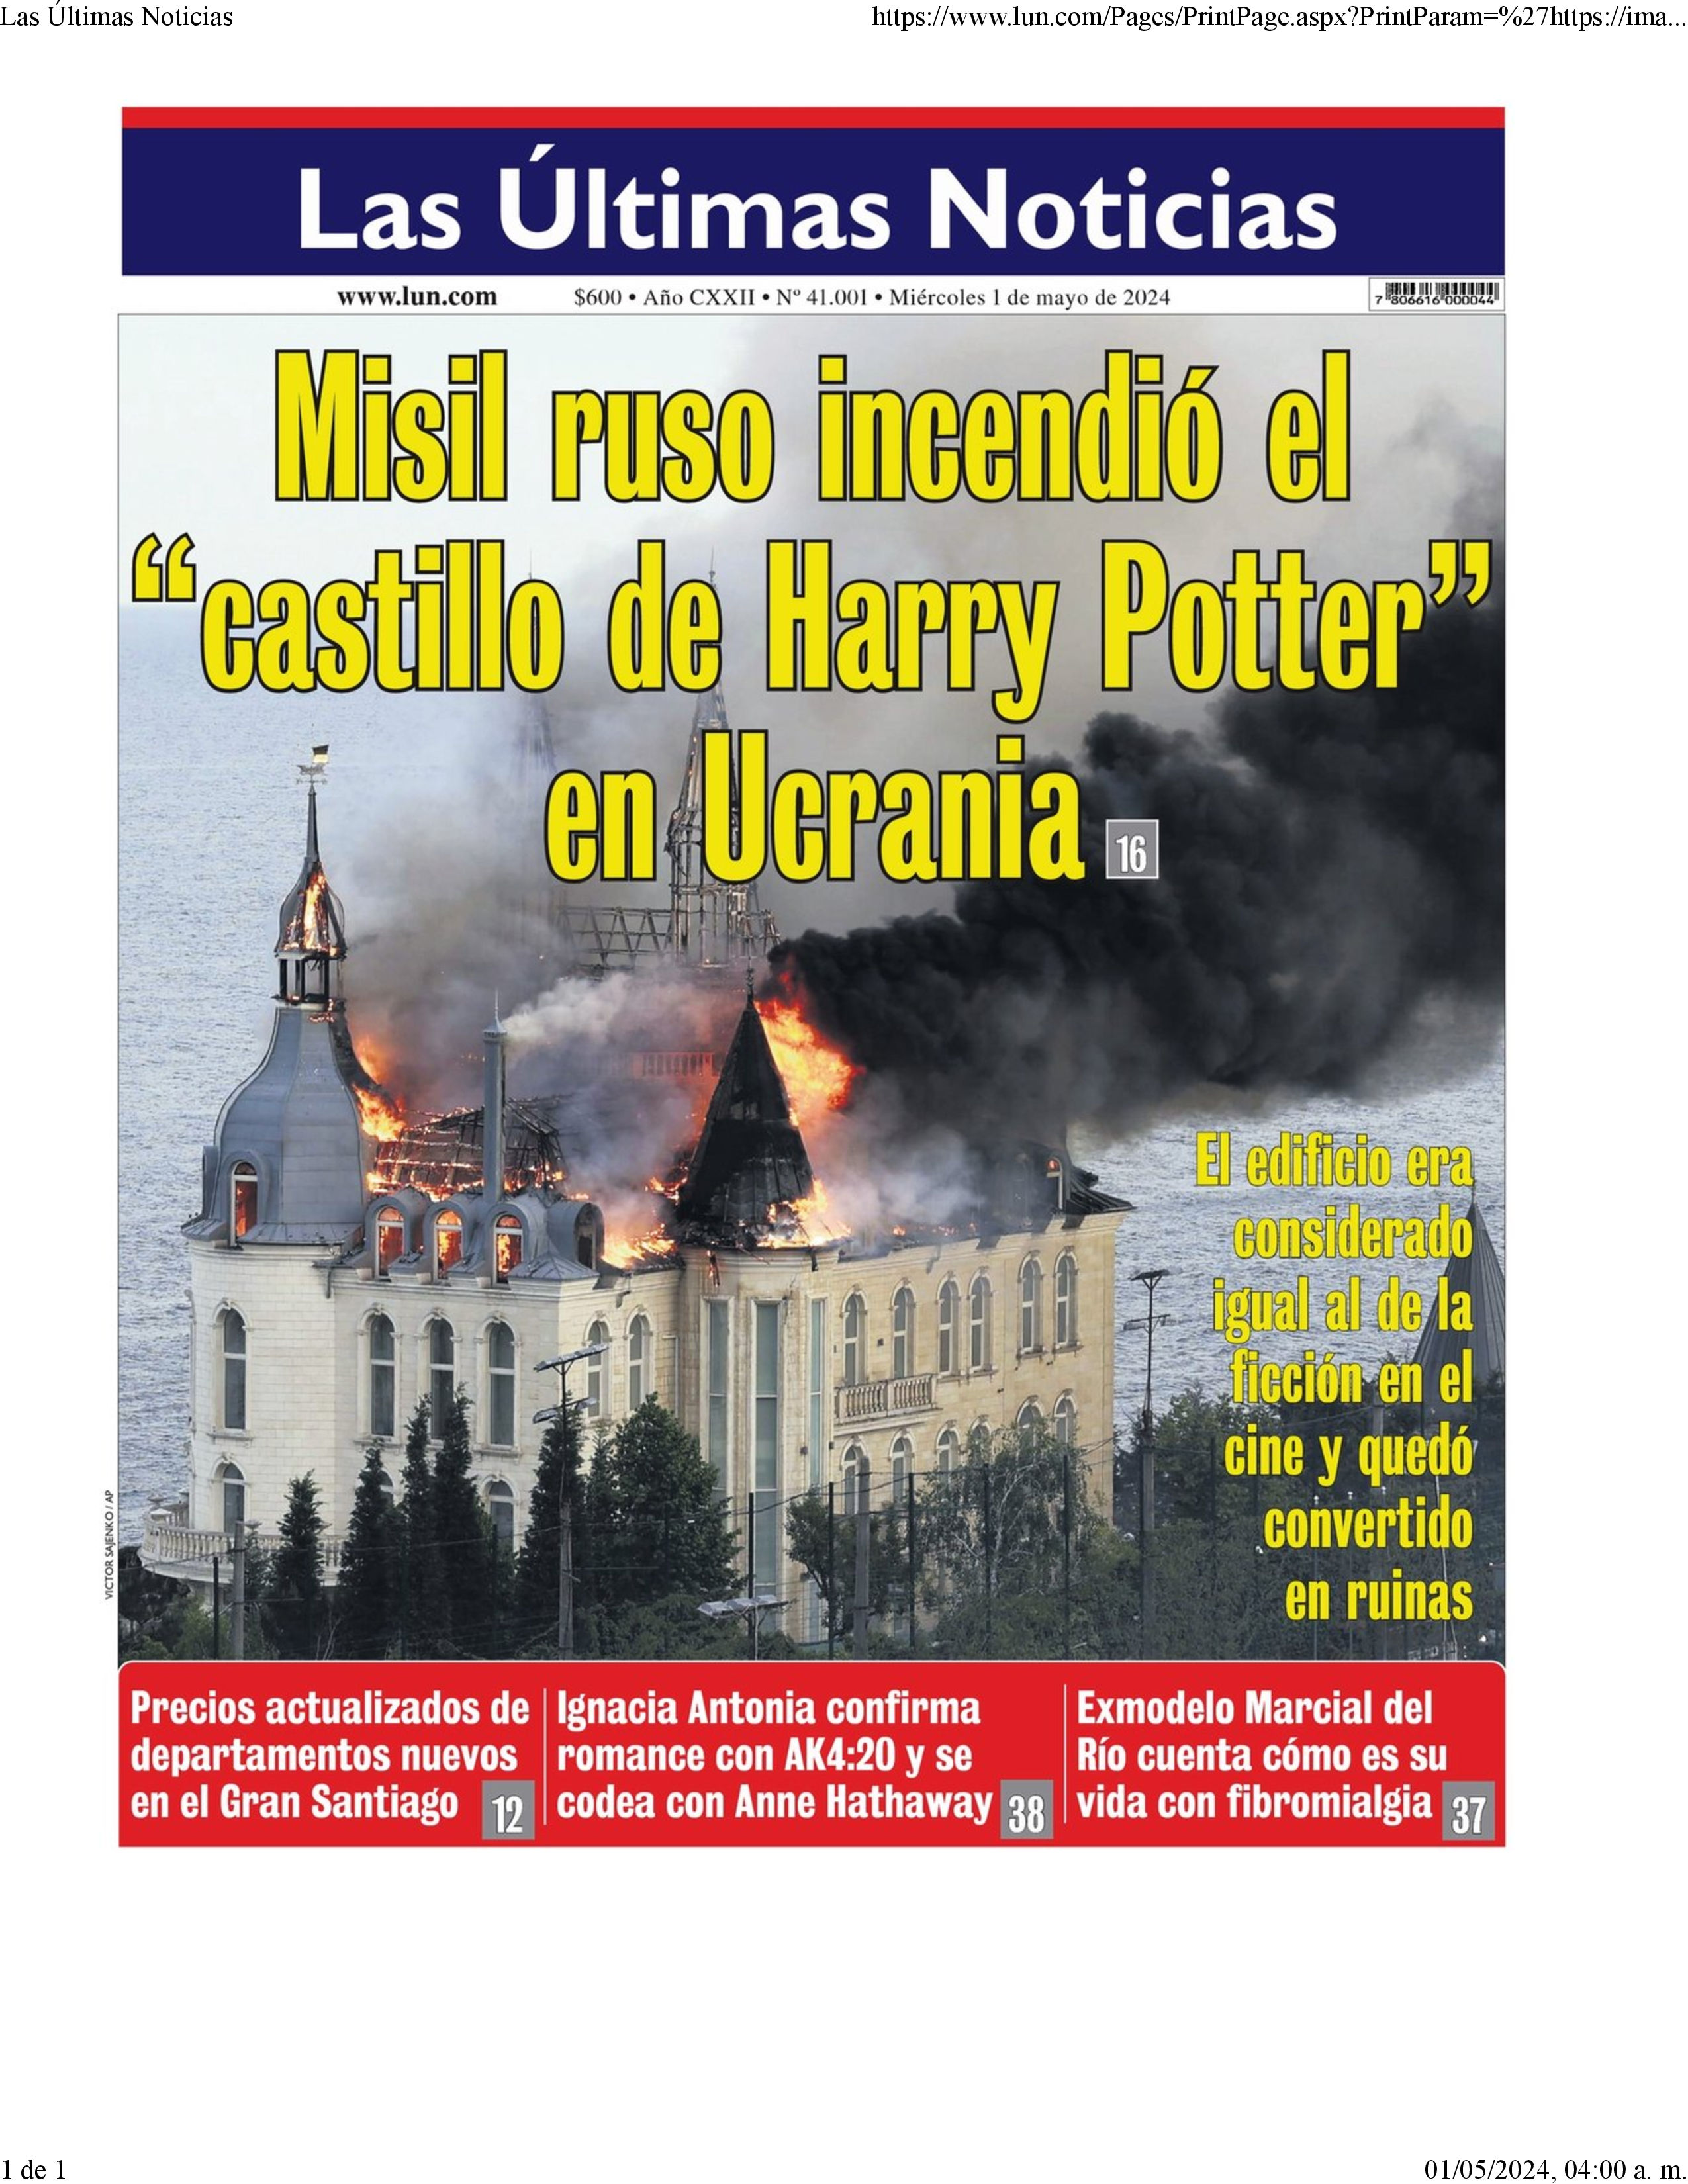 Las Últimas Noticias
https://www.lun.com/Pages/PrintPage.aspx?PrintParam=%27https://ima...
Las Últimas Noticias
www.lun.com
$600 • Año CXXII • Nº 41.001 • Miércoles 1 de mayo de 2024
7 806616 000044
Misil ruso incendió el
“castillo de Harry Potter”
en Ucrania 16
El edificio era
considerado
igual al de la
ficción en el
cine y quedó
convertido
en ruinas
VICTOR SAJENKO / AP
Precios actualizados de
departamentos nuevos
en el Gran Santiago 12
Ignacia Antonia confirma
romance con AK4:20 y se
codea con Anne Hathaway 38
Exmodelo Marcial del
Río cuenta cómo es su
vida con fibromialgia 37
1 de 1
01/05/2024, 04:00 a. m.